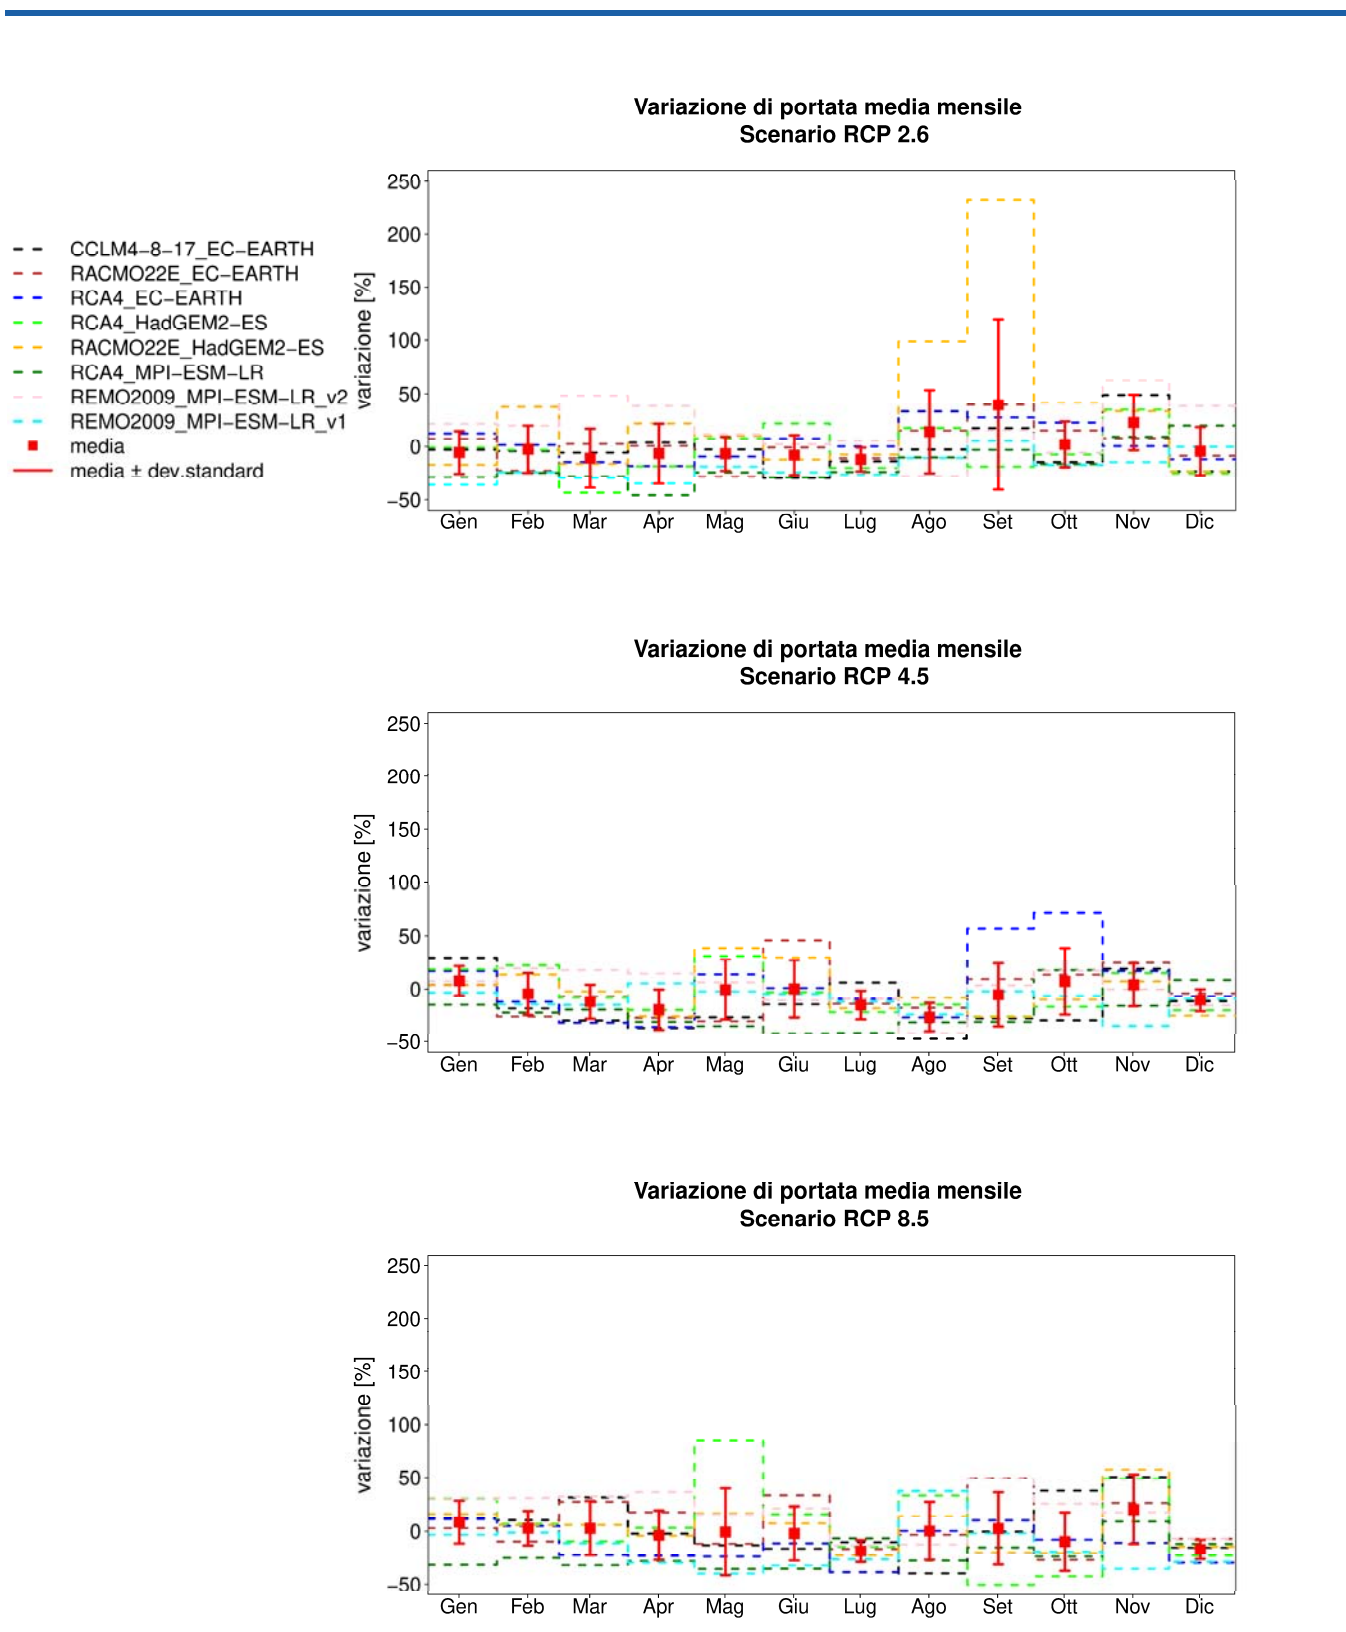 Variazione di portata media mensile
Scenario RCP 2.6
CCLM4−8−17_EC−EARTH
RACMO22E_EC−EARTH
RCA4_EC−EARTH
RCA4_HadGEM2−ES
RACMO22E_HadGEM2−ES
RCA4_MPI−ESM−LR
REMO2009_MPI−ESM−LR_v2
REMO2009_MPI−ESM−LR_v1
media
media ± dev.standard
variazione [%]
250
200
150
100
50
0
−50
Gen Feb Mar Apr Mag Giu Lug Ago Set Ott Nov Dic
Variazione di portata media mensile
Scenario RCP 4.5
variazione [%]
250
200
150
100
50
0
−50
Gen Feb Mar Apr Mag Giu Lug Ago Set Ott Nov Dic
Variazione di portata media mensile
Scenario RCP 8.5
variazione [%]
250
200
150
100
50
0
−50
Gen Feb Mar Apr Mag Giu Lug Ago Set Ott Nov Dic